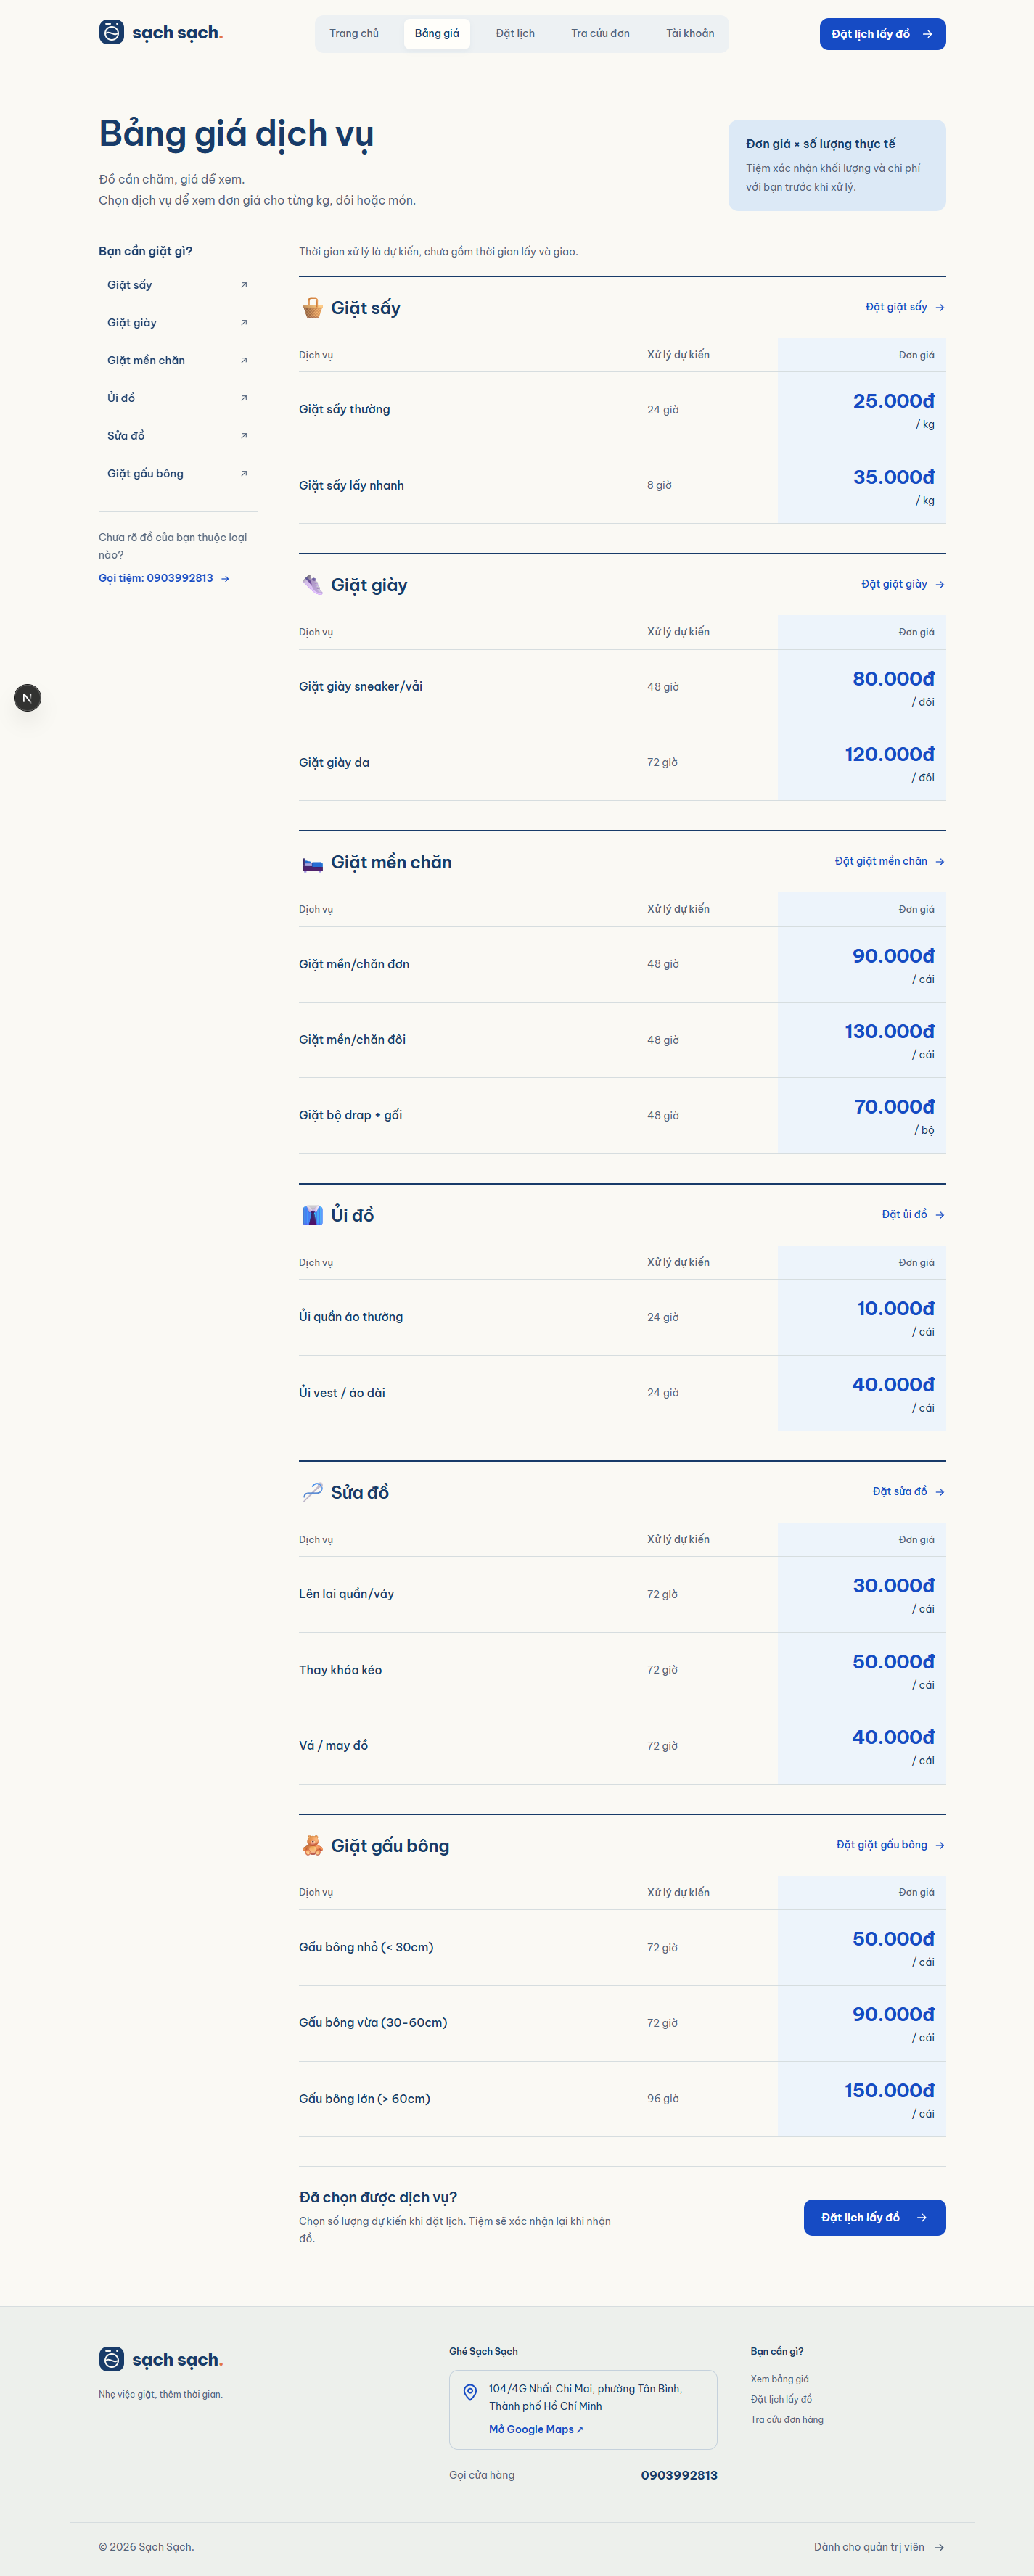 sạch sạch.
Trang chủ
Bảng giá
Đặt lịch
Tra cứu đơn
Tài khoản
Đặt lịch lấy đồ →
Bảng giá dịch vụ
Đồ cần chăm, giá dễ xem.
Chọn dịch vụ để xem đơn giá cho từng kg, đôi hoặc món.
Đơn giá × số lượng thực tế
Tiệm xác nhận khối lượng và chi phí
với bạn trước khi xử lý.
Bạn cần giặt gì?
Giặt sấy ↗
Giặt giày ↗
Giặt mền chăn ↗
Ủi đồ ↗
Sửa đồ ↗
Giặt gấu bông ↗
Chưa rõ đồ của bạn thuộc loại
nào?
Gọi tiệm: 0903992813 →
N
Thời gian xử lý là dự kiến, chưa gồm thời gian lấy và giao.
Giặt sấy
Đặt giặt sấy →
Dịch vụ Xử lý dự kiến Đơn giá
Giặt sấy thường 24 giờ 25.000đ
/ kg
Giặt sấy lấy nhanh 8 giờ 35.000đ
/ kg
Giặt giày
Đặt giặt giày →
Dịch vụ Xử lý dự kiến Đơn giá
Giặt giày sneaker/vải 48 giờ 80.000đ
/ đôi
Giặt giày da 72 giờ 120.000đ
/ đôi
Giặt mền chăn
Đặt giặt mền chăn →
Dịch vụ Xử lý dự kiến Đơn giá
Giặt mền/chăn đơn 48 giờ 90.000đ
/ cái
Giặt mền/chăn đôi 48 giờ 130.000đ
/ cái
Giặt bộ drap + gối 48 giờ 70.000đ
/ bộ
Ủi đồ
Đặt ủi đồ →
Dịch vụ Xử lý dự kiến Đơn giá
Ủi quần áo thường 24 giờ 10.000đ
/ cái
Ủi vest / áo dài 24 giờ 40.000đ
/ cái
Sửa đồ
Đặt sửa đồ →
Dịch vụ Xử lý dự kiến Đơn giá
Lên lai quần/váy 72 giờ 30.000đ
/ cái
Thay khóa kéo 72 giờ 50.000đ
/ cái
Vá / may đồ 72 giờ 40.000đ
/ cái
Giặt gấu bông
Đặt giặt gấu bông →
Dịch vụ Xử lý dự kiến Đơn giá
Gấu bông nhỏ (< 30cm) 72 giờ 50.000đ
/ cái
Gấu bông vừa (30-60cm) 72 giờ 90.000đ
/ cái
Gấu bông lớn (> 60cm) 96 giờ 150.000đ
/ cái
Đã chọn được dịch vụ?
Chọn số lượng dự kiến khi đặt lịch. Tiệm sẽ xác nhận lại khi nhận
đồ.
Đặt lịch lấy đồ →
sạch sạch.
Nhẹ việc giặt, thêm thời gian.
Ghé Sạch Sạch
104/4G Nhất Chi Mai, phường Tân Bình,
Thành phố Hồ Chí Minh
Mở Google Maps ↗
Gọi cửa hàng 0903992813
Bạn cần gì?
Xem bảng giá
Đặt lịch lấy đồ
Tra cứu đơn hàng
© 2026 Sạch Sạch.
Dành cho quản trị viên →